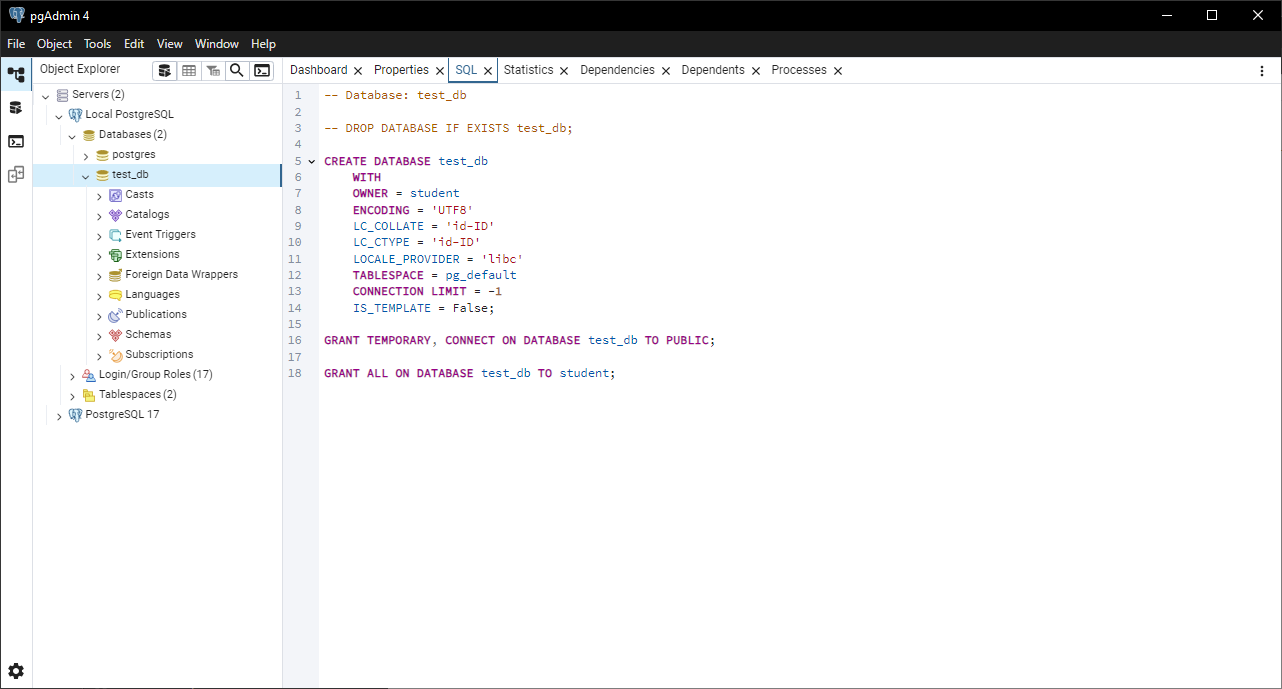 pgAdmin 4
File Object Tools Edit View Window Help
Object Explorer
Dashboard Properties SQL Statistics Dependencies Dependents Processes
Servers (2)
Local PostgreSQL
Databases (2)
postgres
test_db
Casts
Catalogs
Event Triggers
Extensions
Foreign Data Wrappers
Languages
Publications
Schemas
Subscriptions
Login/Group Roles (17)
Tablespaces (2)
PostgreSQL 17
1 -- Database: test_db
2
3 -- DROP DATABASE IF EXISTS test_db;
4
5 CREATE DATABASE test_db
6 WITH
7 OWNER = student
8 ENCODING = 'UTF8'
9 LC_COLLATE = 'id-ID'
10 LC_CTYPE = 'id-ID'
11 LOCALE_PROVIDER = 'libc'
12 TABLESPACE = pg_default
13 CONNECTION LIMIT = -1
14 IS_TEMPLATE = False;
15
16 GRANT TEMPORARY, CONNECT ON DATABASE test_db TO PUBLIC;
17
18 GRANT ALL ON DATABASE test_db TO student;